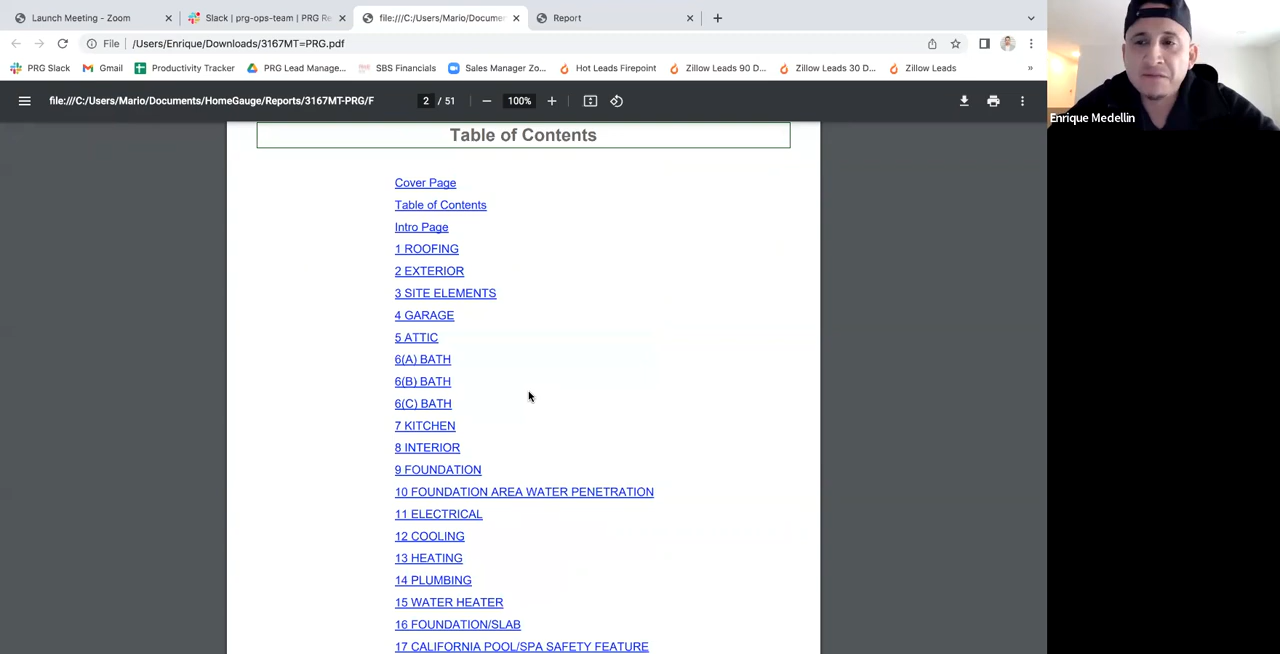 Launch Meeting - Zoom
Slack | prg-ops-team | PRG Re
file:///C:/Users/Mario/Documen
Report
File
/Users/Enrique/Downloads/3167MT=PRG.pdf
PRG Slack
Gmail
Productivity Tracker
PRG Lead Manage...
SBS Financials
Sales Manager Zo...
Hot Leads Firepoint
Zillow Leads 90 D...
Zillow Leads 30 D...
Zillow Leads
»
file:///C:/Users/Mario/Documents/HomeGauge/Reports/3167MT-PRG/F
2 / 51
100%
Enrique Medellin
Table of Contents
Cover Page
Table of Contents
Intro Page
1 ROOFING
2 EXTERIOR
3 SITE ELEMENTS
4 GARAGE
5 ATTIC
6(A) BATH
6(B) BATH
6(C) BATH
7 KITCHEN
8 INTERIOR
9 FOUNDATION
10 FOUNDATION AREA WATER PENETRATION
11 ELECTRICAL
12 COOLING
13 HEATING
14 PLUMBING
15 WATER HEATER
16 FOUNDATION/SLAB
17 CALIFORNIA POOL/SPA SAFETY FEATURE